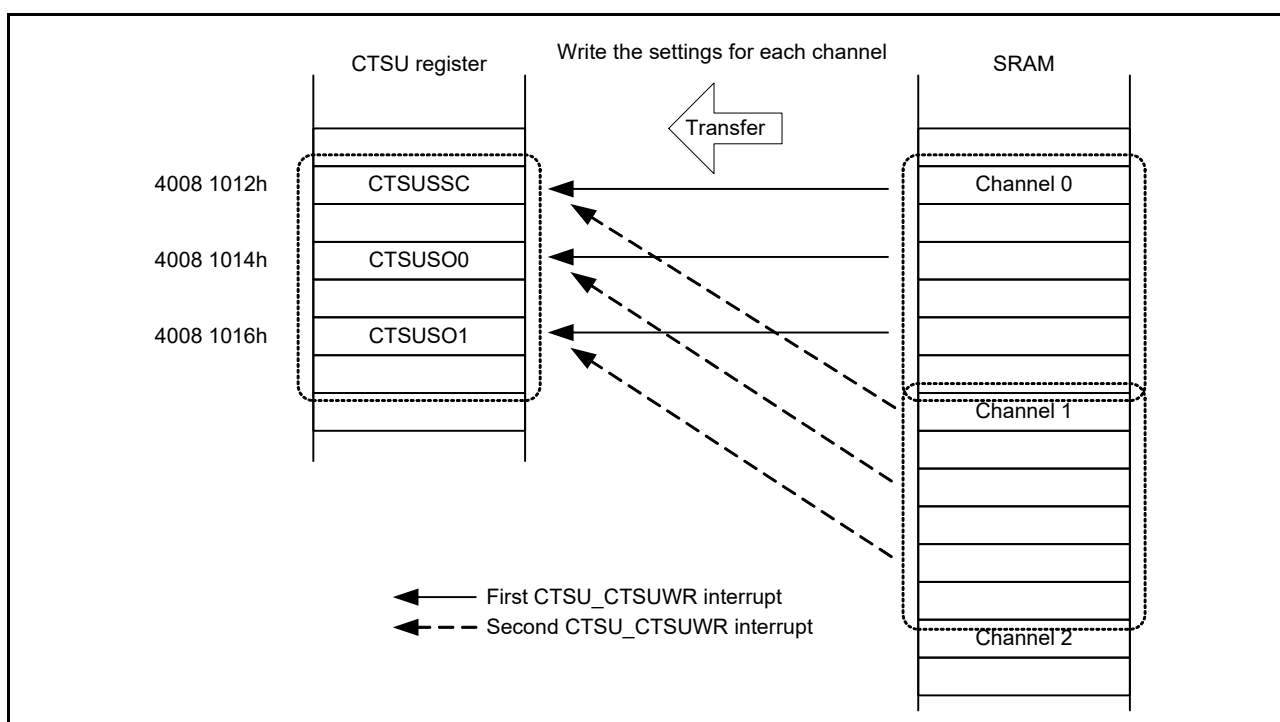 Write the settings for each channel
CTSU register
SRAM
Transfer
4008 1012h
CTSUSSC
Channel 0
4008 1014h
CTSUSO0
4008 1016h
CTSUSO1
Channel 1
First CTSU_CTSUWR interrupt
Second CTSU_CTSUWR interrupt
Channel 2